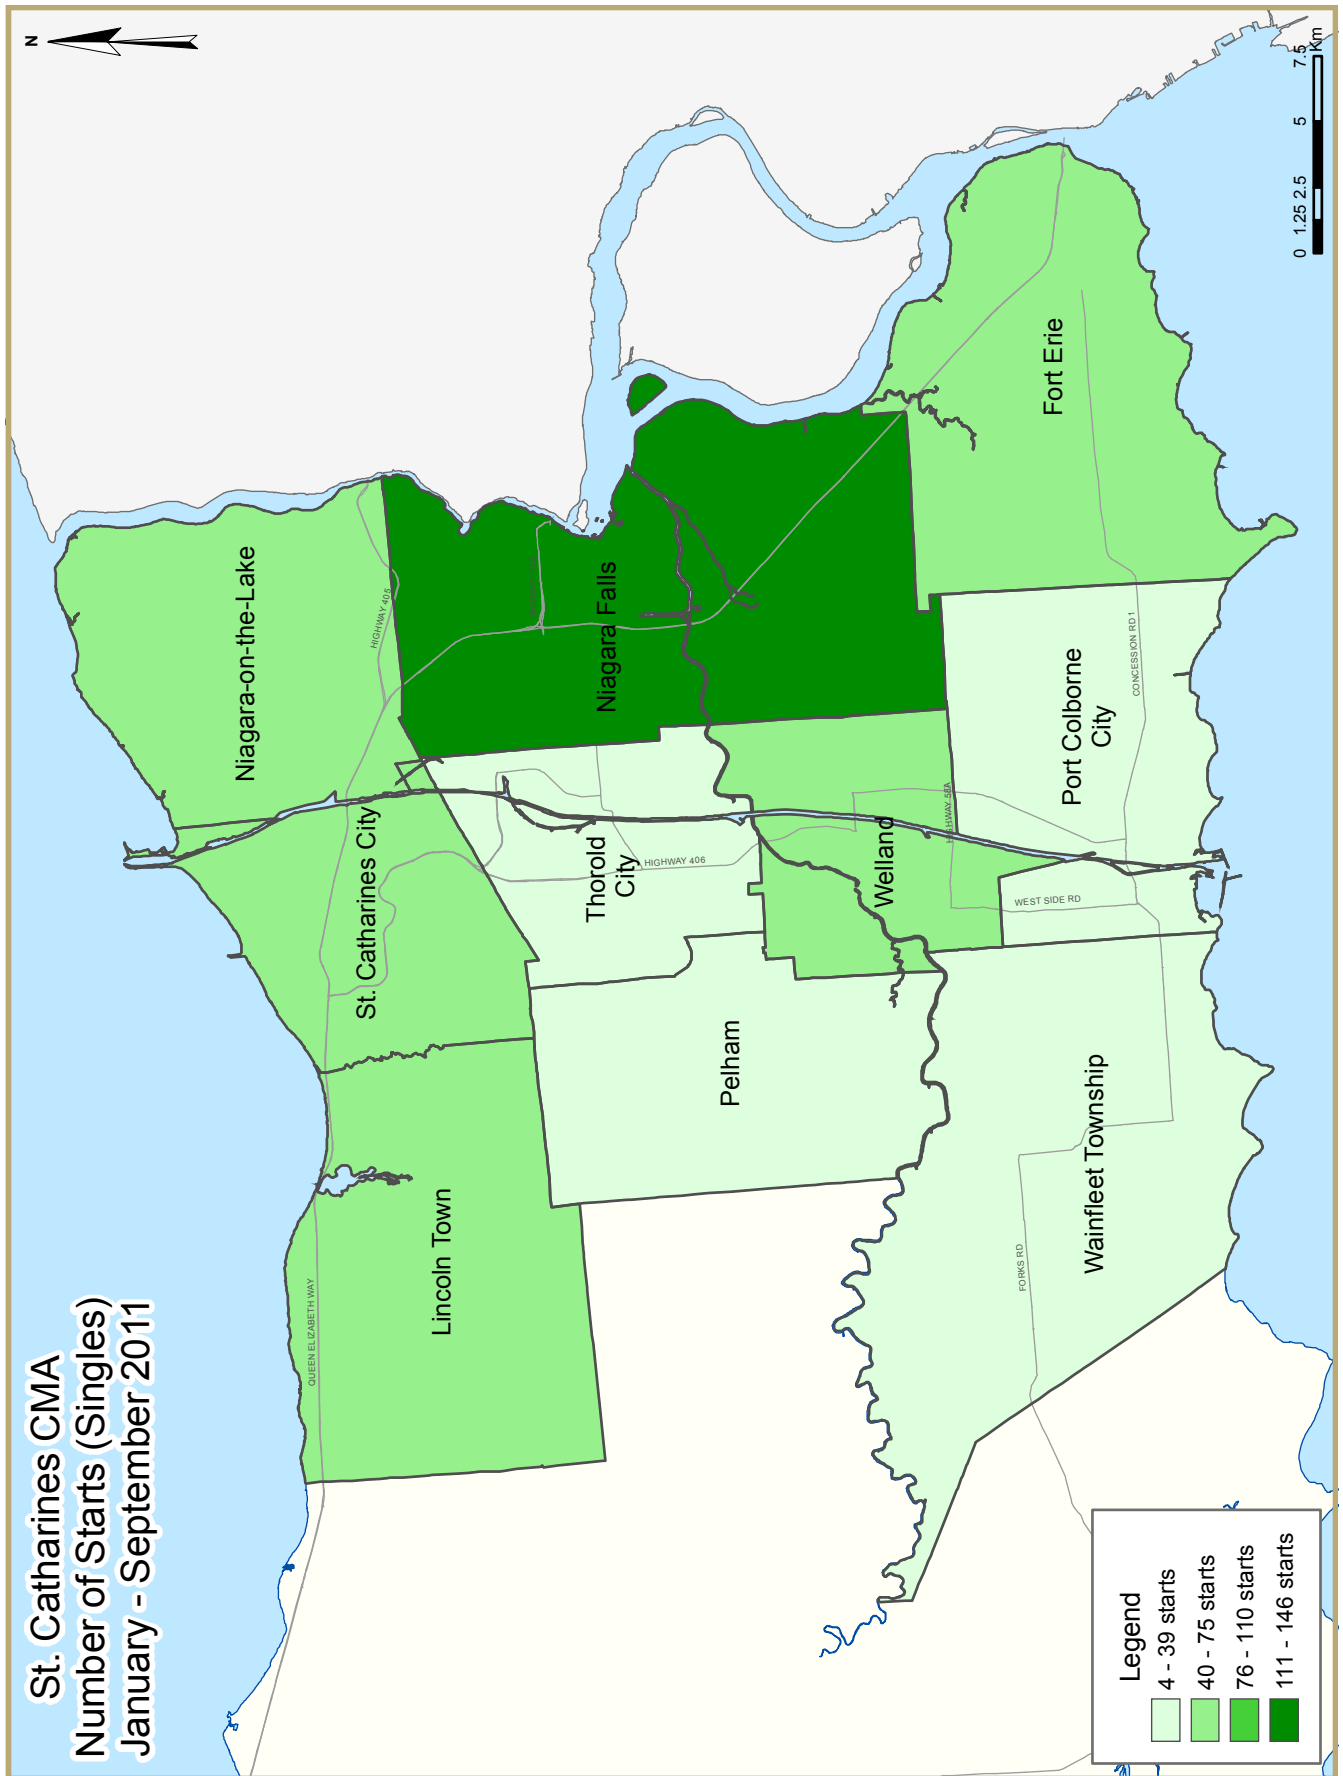 St. Catharines CMA
Number of Starts (Singles)
January - September 2011
N
QUEEN ELIZABETH WAY
Lincoln Town
St. Catharines City
Niagara-on-the-Lake
HIGHWAY 405
Niagara Falls
Thorold
City
HIGHWAY 406
Pelham
Welland
HIGHWAY 58A
WEST SIDE RD
Wainfleet Township
FORKS RD
Port Colborne
City
CONCESSION RD 1
Fort Erie
Legend
4 - 39 starts
40 - 75 starts
76 - 110 starts
111 - 146 starts
0 1.25 2.5 5 7.5
Km